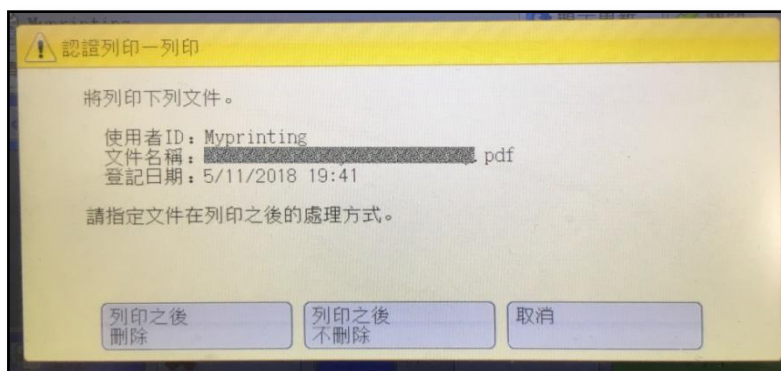 Myprinting
認證列印－列印
將列印下列文件。
使用者ID：Myprinting
文件名稱： .pdf
登記日期：5/11/2018 19:41
請指定文件在列印之後的處理方式。
列印之後
刪除
列印之後
不刪除
取消